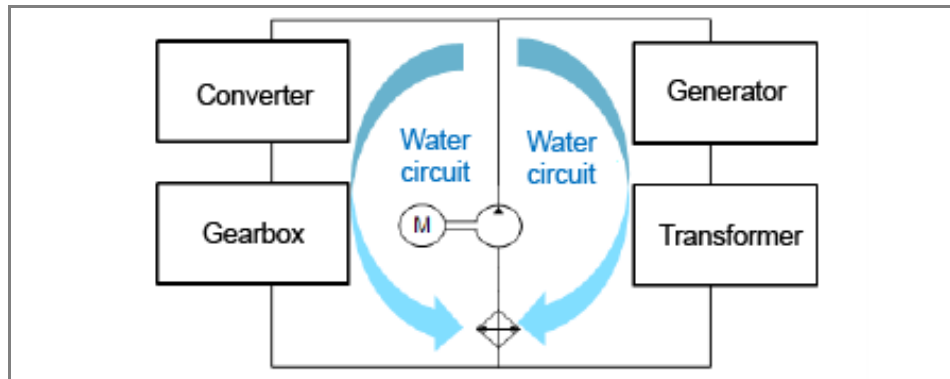 Converter
Generator
Water
circuit
Water
circuit
Gearbox
M
Transformer